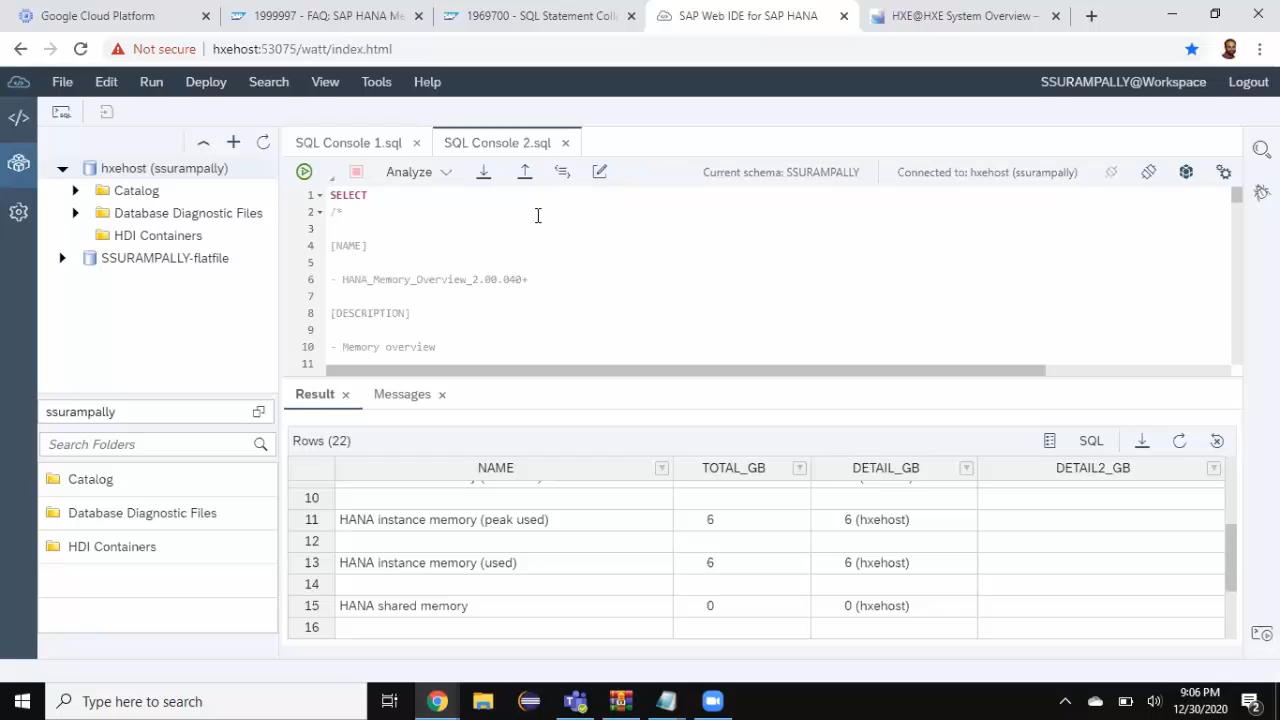 Google Cloud Platform
1999997 - FAQ: SAP HANA Me
1969700 - SQL Statement Coll
SAP Web IDE for SAP HANA
HXE@HXE System Overview –
Not secure
hxehost:53075/watt/index.html
File Edit Run Deploy Search View Tools Help
SSURAMPALLY@Workspace Logout
SQL Console 1.sql
SQL Console 2.sql
hxehost (ssurampally)
Catalog
Database Diagnostic Files
HDI Containers
SSURAMPALLY-flatfile
Analyze
Current schema: SSURAMPALLY
Connected to: hxehost (ssurampally)
1 SELECT
2 /*
3
4 [NAME]
5
6 - HANA_Memory_Overview_2.00.040+
7
8 [DESCRIPTION]
9
10 - Memory overview
11
Result
Messages
ssurampally
Search Folders
Catalog
Database Diagnostic Files
HDI Containers
Rows (22)
SQL
NAME TOTAL_GB DETAIL_GB DETAIL2_GB
10
11 HANA instance memory (peak used) 6 6 (hxehost)
12
13 HANA instance memory (used) 6 6 (hxehost)
14
15 HANA shared memory 0 0 (hxehost)
16
Type here to search
9:06 PM
12/30/2020
2